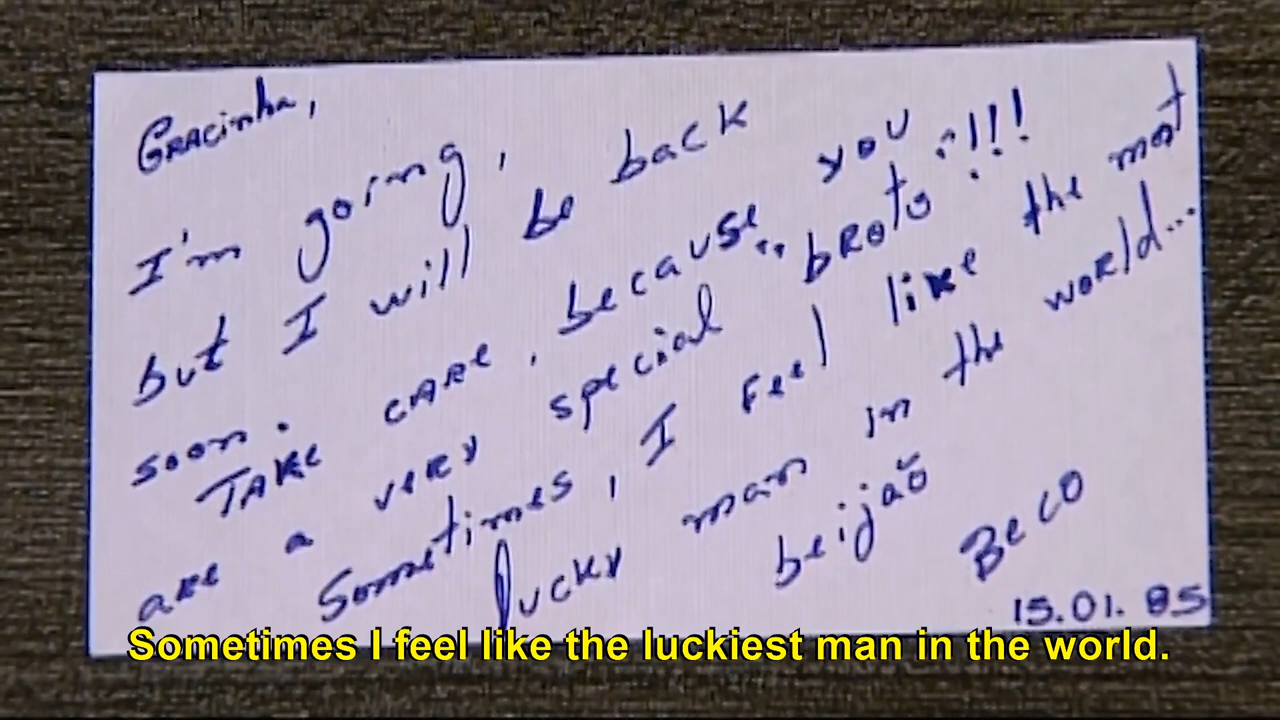 Gracinha,
I'm going,
but I will be back
soon. Take care, because you
are a very special "broto"!!!
Sometimes, I feel like the most
lucky man in the world...
beijão
Beco
15.01.85
Sometimes I feel like the luckiest man in the world.